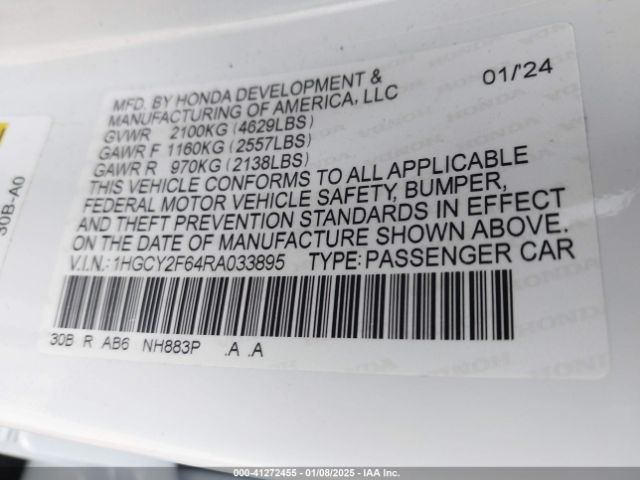 MFD. BY HONDA DEVELOPMENT & 01/'24
MANUFACTURING OF AMERICA, LLC
GVWR 2100KG (4629LBS)
GAWR F 1160KG (2557LBS)
GAWR R 970KG (2138LBS)
THIS VEHICLE CONFORMS TO ALL APPLICABLE
FEDERAL MOTOR VEHICLE SAFETY, BUMPER,
AND THEFT PREVENTION STANDARDS IN EFFECT
ON THE DATE OF MANUFACTURE SHOWN ABOVE.
V.I.N.: 1HGCY2F64RA033895 TYPE: PASSENGER CAR
30B R AB6 NH883P .A .A
30B-A0
000-41272455 01/08/2025 IAA Holdings, LLC